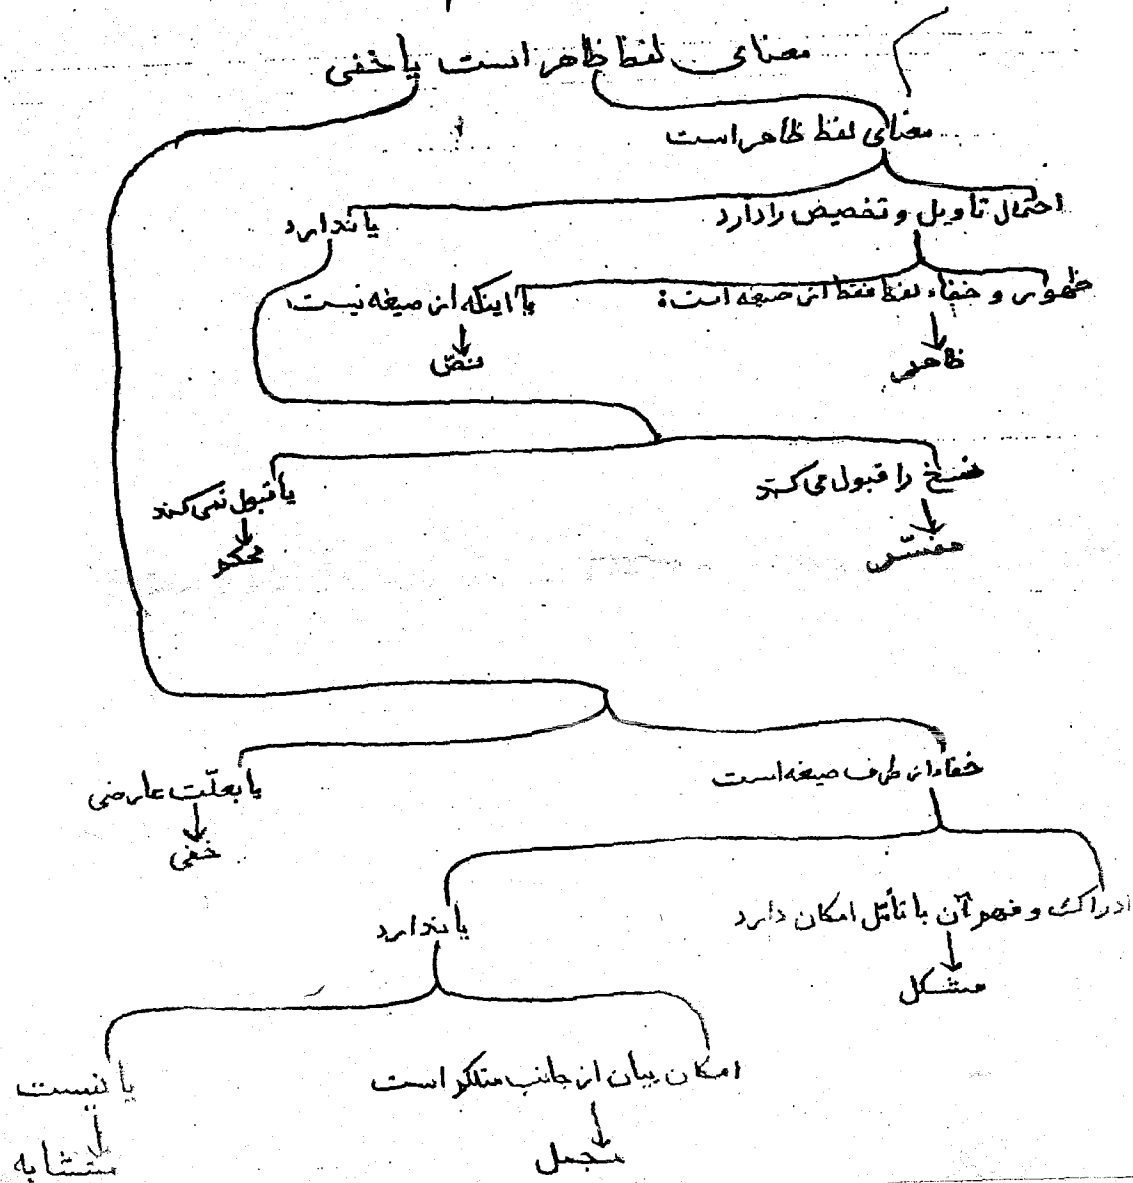 معنای لفظ ظاهر است یا خفی
معنای لفظ ظاهر است
احتمال تاویل و تخصیص را دارد
یا ندارد
ظهور و خفاء لفظ فقط از صیغه است
یا اینکه از صیغه نیست
ظاهر
نصّ
نسخ را قبول می کند
یا قبول نمی کند
مفسّر
محکم
خفاء از طرف صیغه است
یا بعلّت عارضی
خفی
ادراک و فهم آن با تأمّل امکان دارد
یا ندارد
مشکل
امکان بیان از جانب متکلم است
یا نیست
مجمل
متشابه